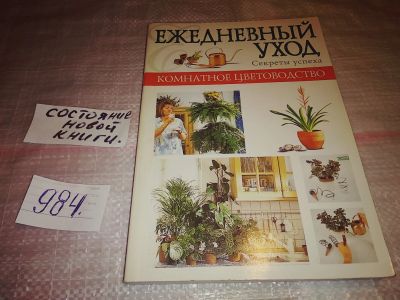 ЕЖЕДНЕВНЫЙ
УХОД
Секреты успеха
КОМНАТНОЕ ЦВЕТОВОДСТВО
СОСТОЯНИЕ
НОВОЙ
КНИГИ.
984.